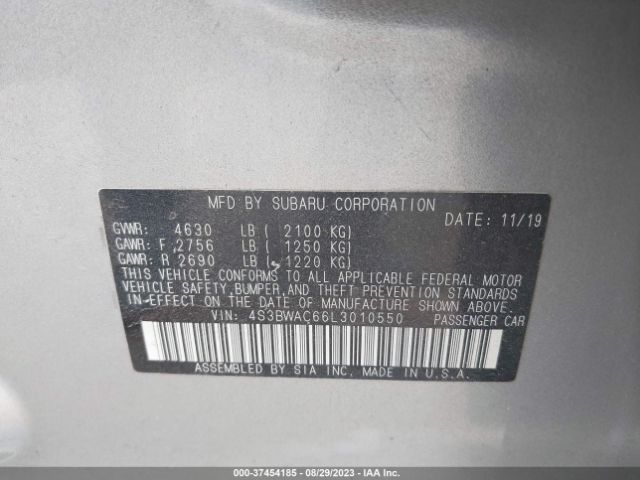 MFD BY SUBARU CORPORATION
DATE: 11/19
GVWR: 4630 LB ( 2100 KG)
GAWR: F 2756 LB ( 1250 KG)
GAWR: R 2690 LB ( 1220 KG)
THIS VEHICLE CONFORMS TO ALL APPLICABLE FEDERAL MOTOR
VEHICLE SAFETY,BUMPER, AND THEFT PREVENTION STANDARDS
IN-EFFECT ON THE DATE OF MANUFACTURE SHOWN ABOVE.
VIN: 4S3BWAC66L3010550 PASSENGER CAR
ASSEMBLED BY SIA INC, MADE IN U.S.A.
000-37454185 - 08/29/2023 - IAA Inc.